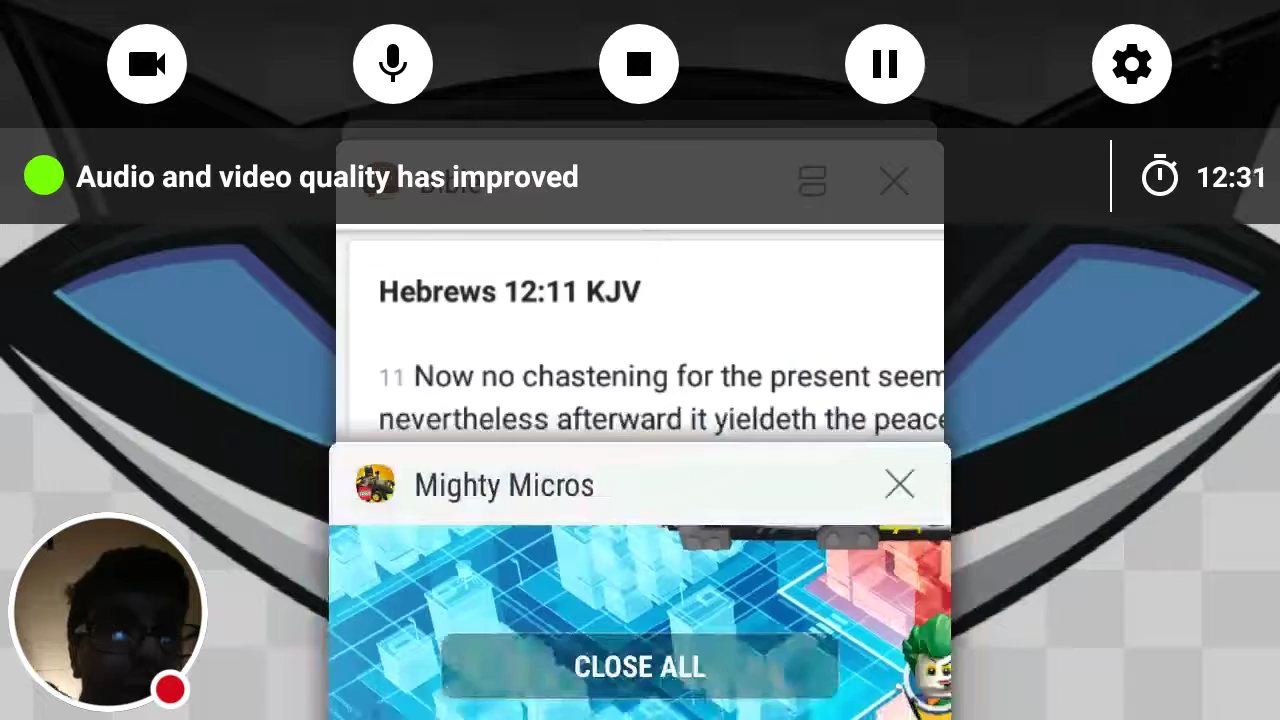 Audio and video quality has improved
12:31
Bible
Hebrews 12:11 KJV
11 Now no chastening for the present seem
nevertheless afterward it yieldeth the peace
Mighty Micros
CLOSE ALL